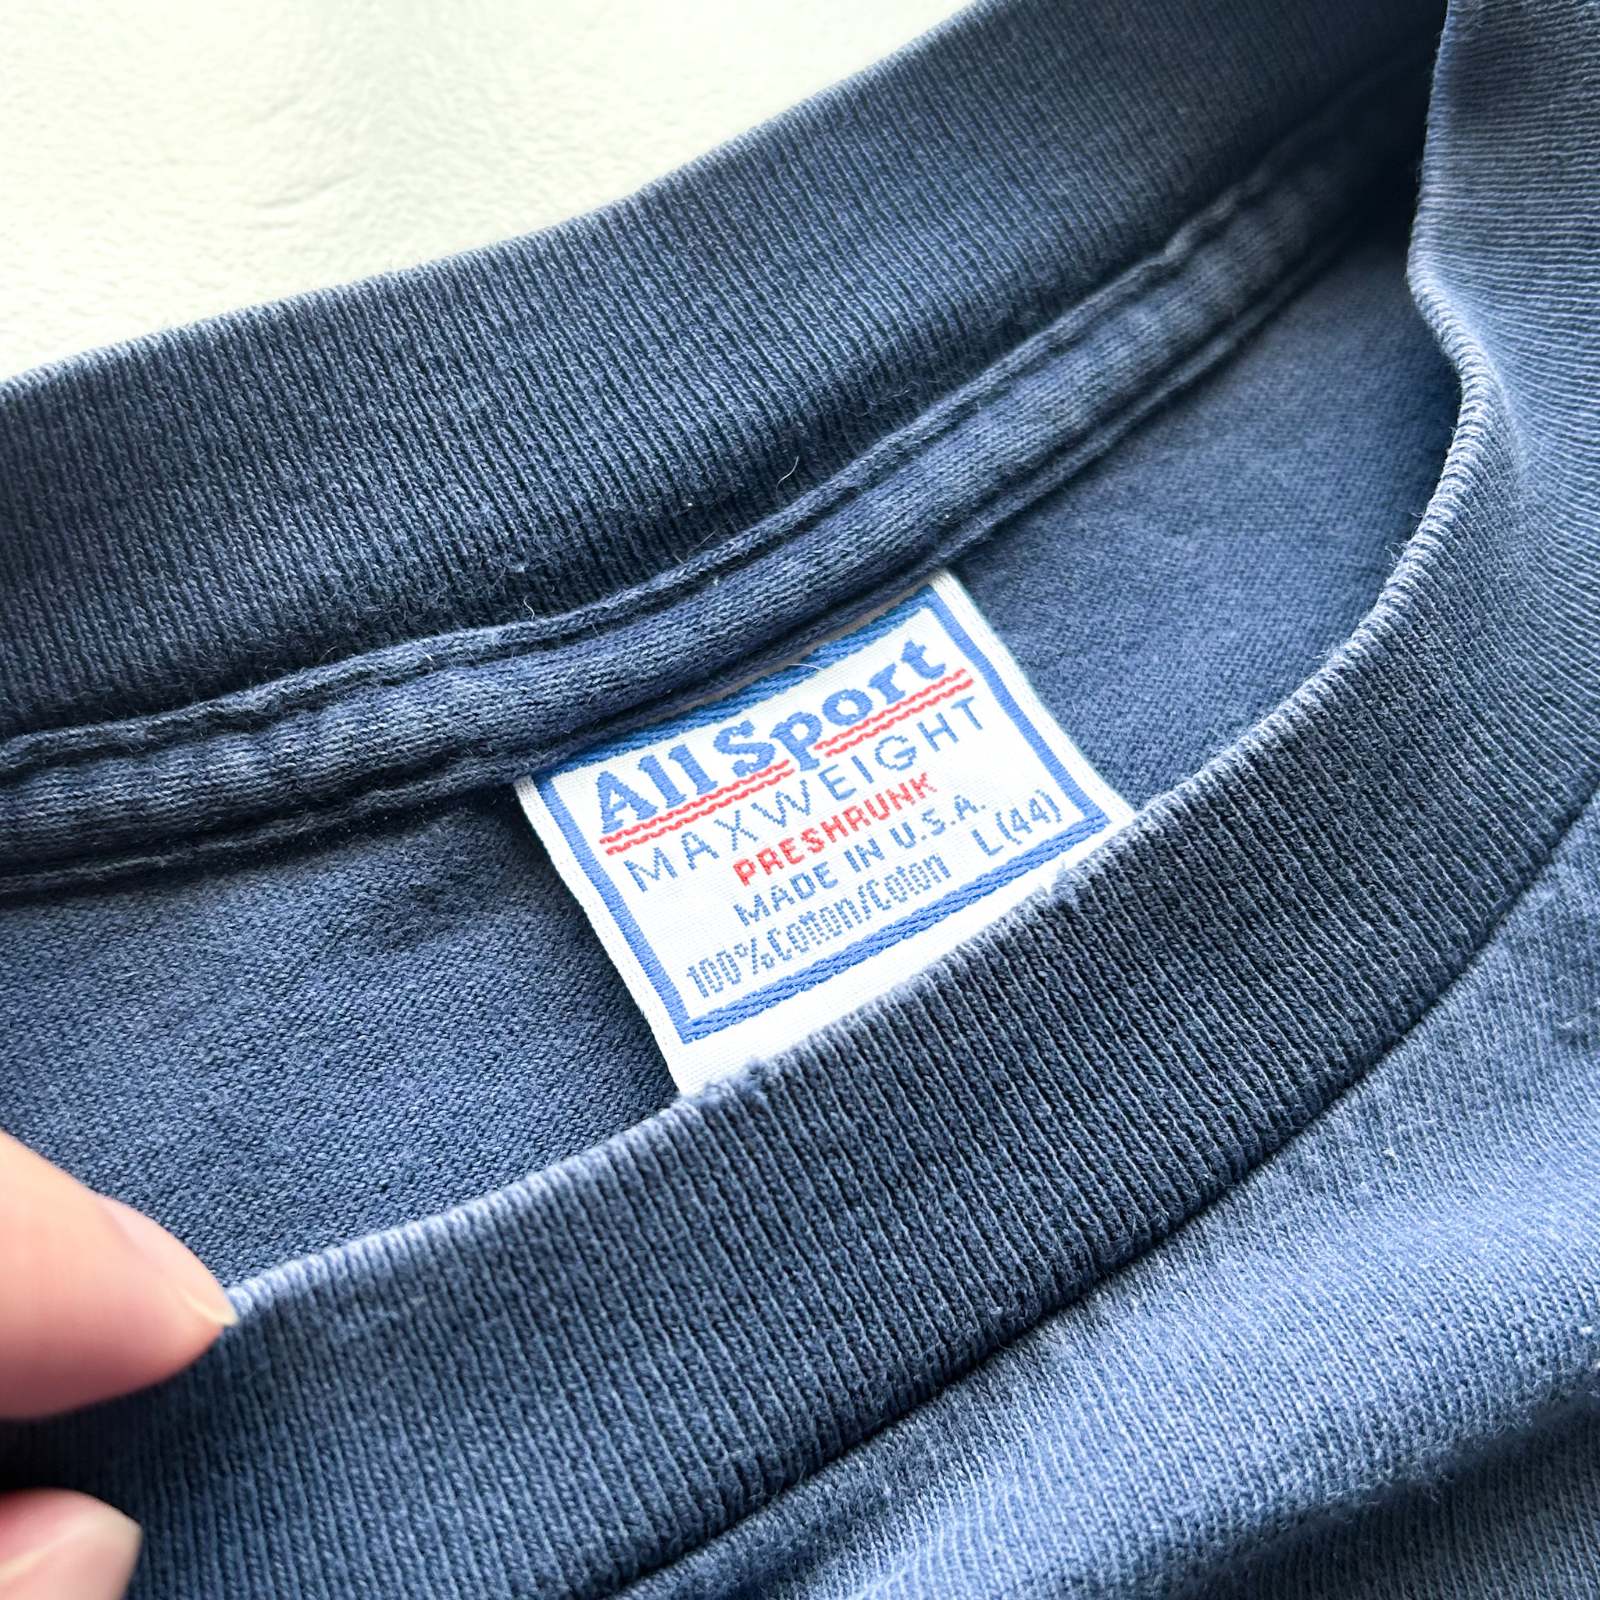 AllSport
MAXWEIGHT
PRESHRUNK
MADE IN U.S.A.
100% Cotton/Coton L(44)